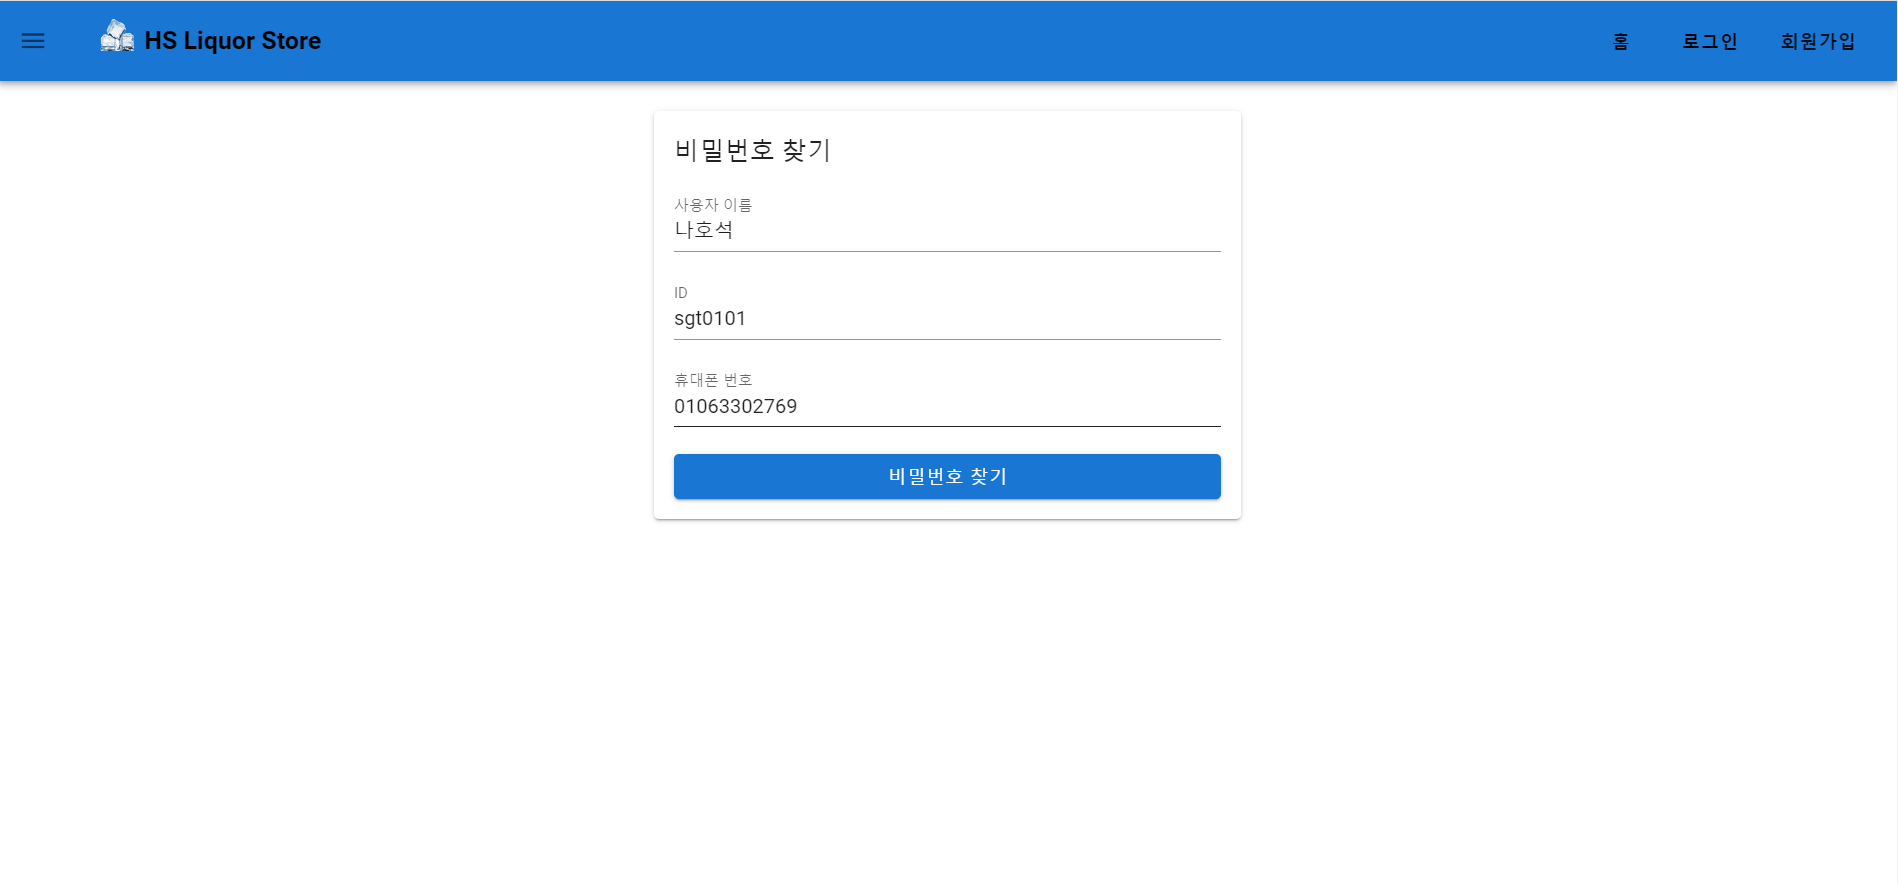 HS Liquor Store
홈 로그인 회원가입
비밀번호 찾기
사용자 이름
나호석
ID
sgt0101
휴대폰 번호
01063302769
비밀번호 찾기